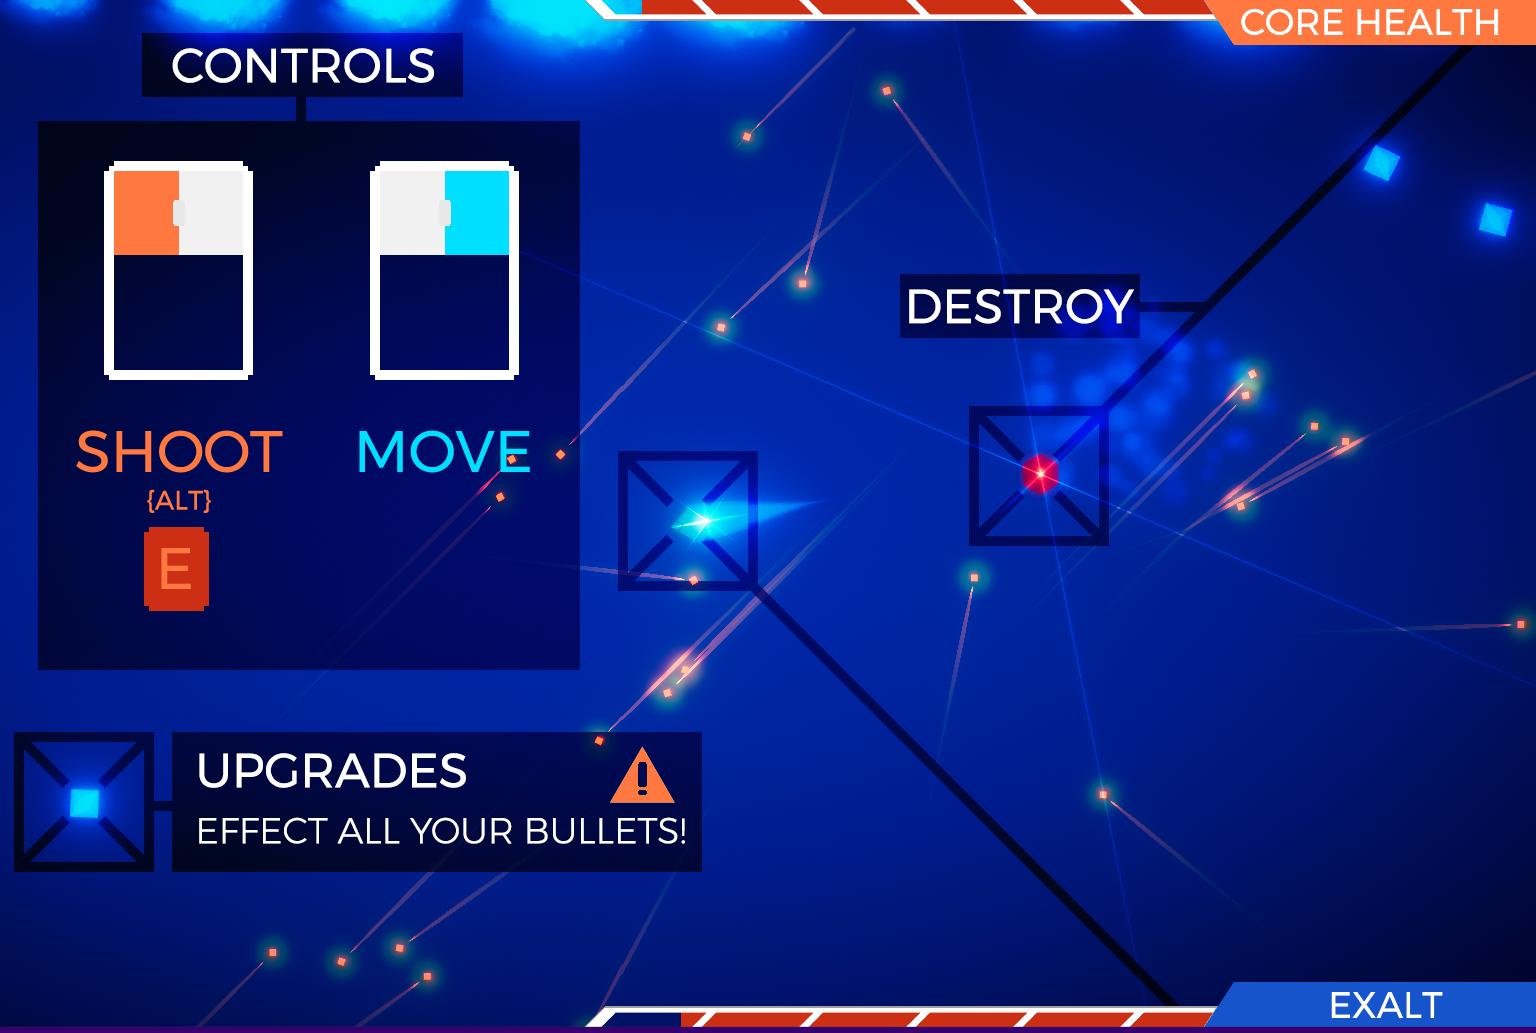 CORE HEALTH
CONTROLS
SHOOT
{ALT}
E
MOVE
DESTROY
UPGRADES
!
EFFECT ALL YOUR BULLETS!
EXALT